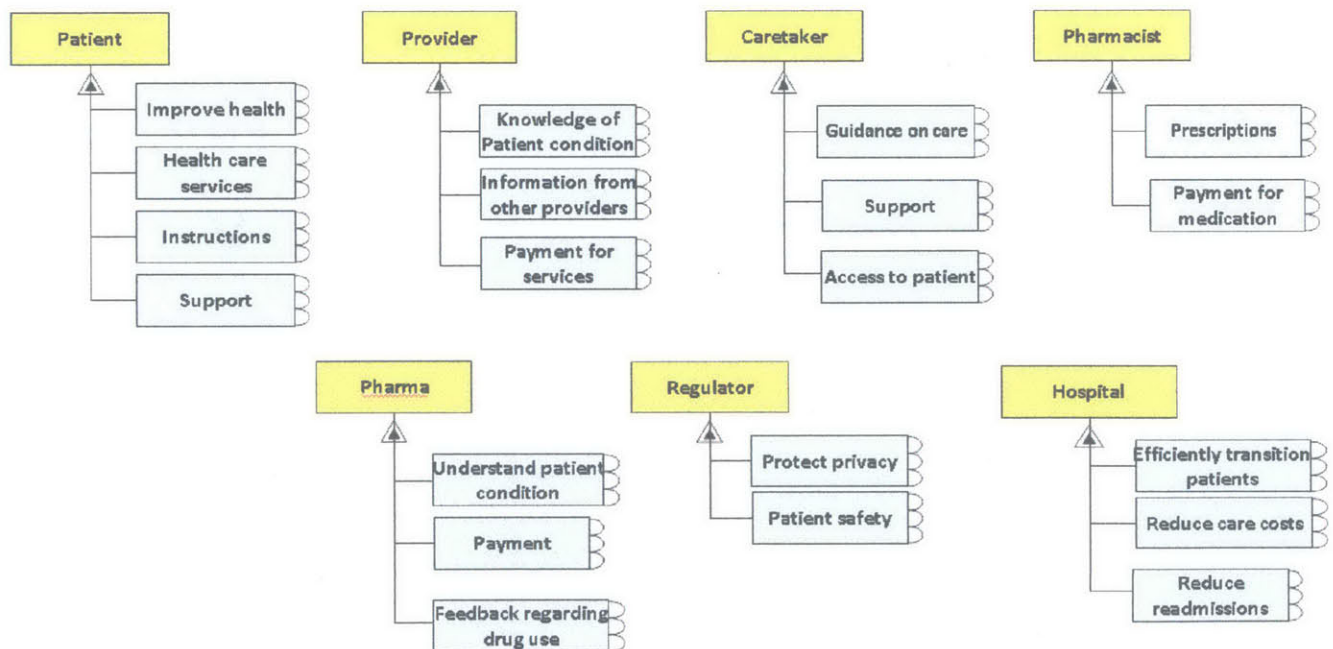 Patient
Provider
Caretaker
Pharmacist
Improve health
Health care
services
Instructions
Support
Knowledge of
Patient condition
Information from
other providers
Payment for
services
Guidance on care
Support
Access to patient
Prescriptions
Payment for
medication
Pharma
Regulator
Hospital
Understand patient
condition
Payment
Feedback regarding
drug use
Protect privacy
Patient safety
Efficiently transition
patients
Reduce care costs
Reduce
readmissions